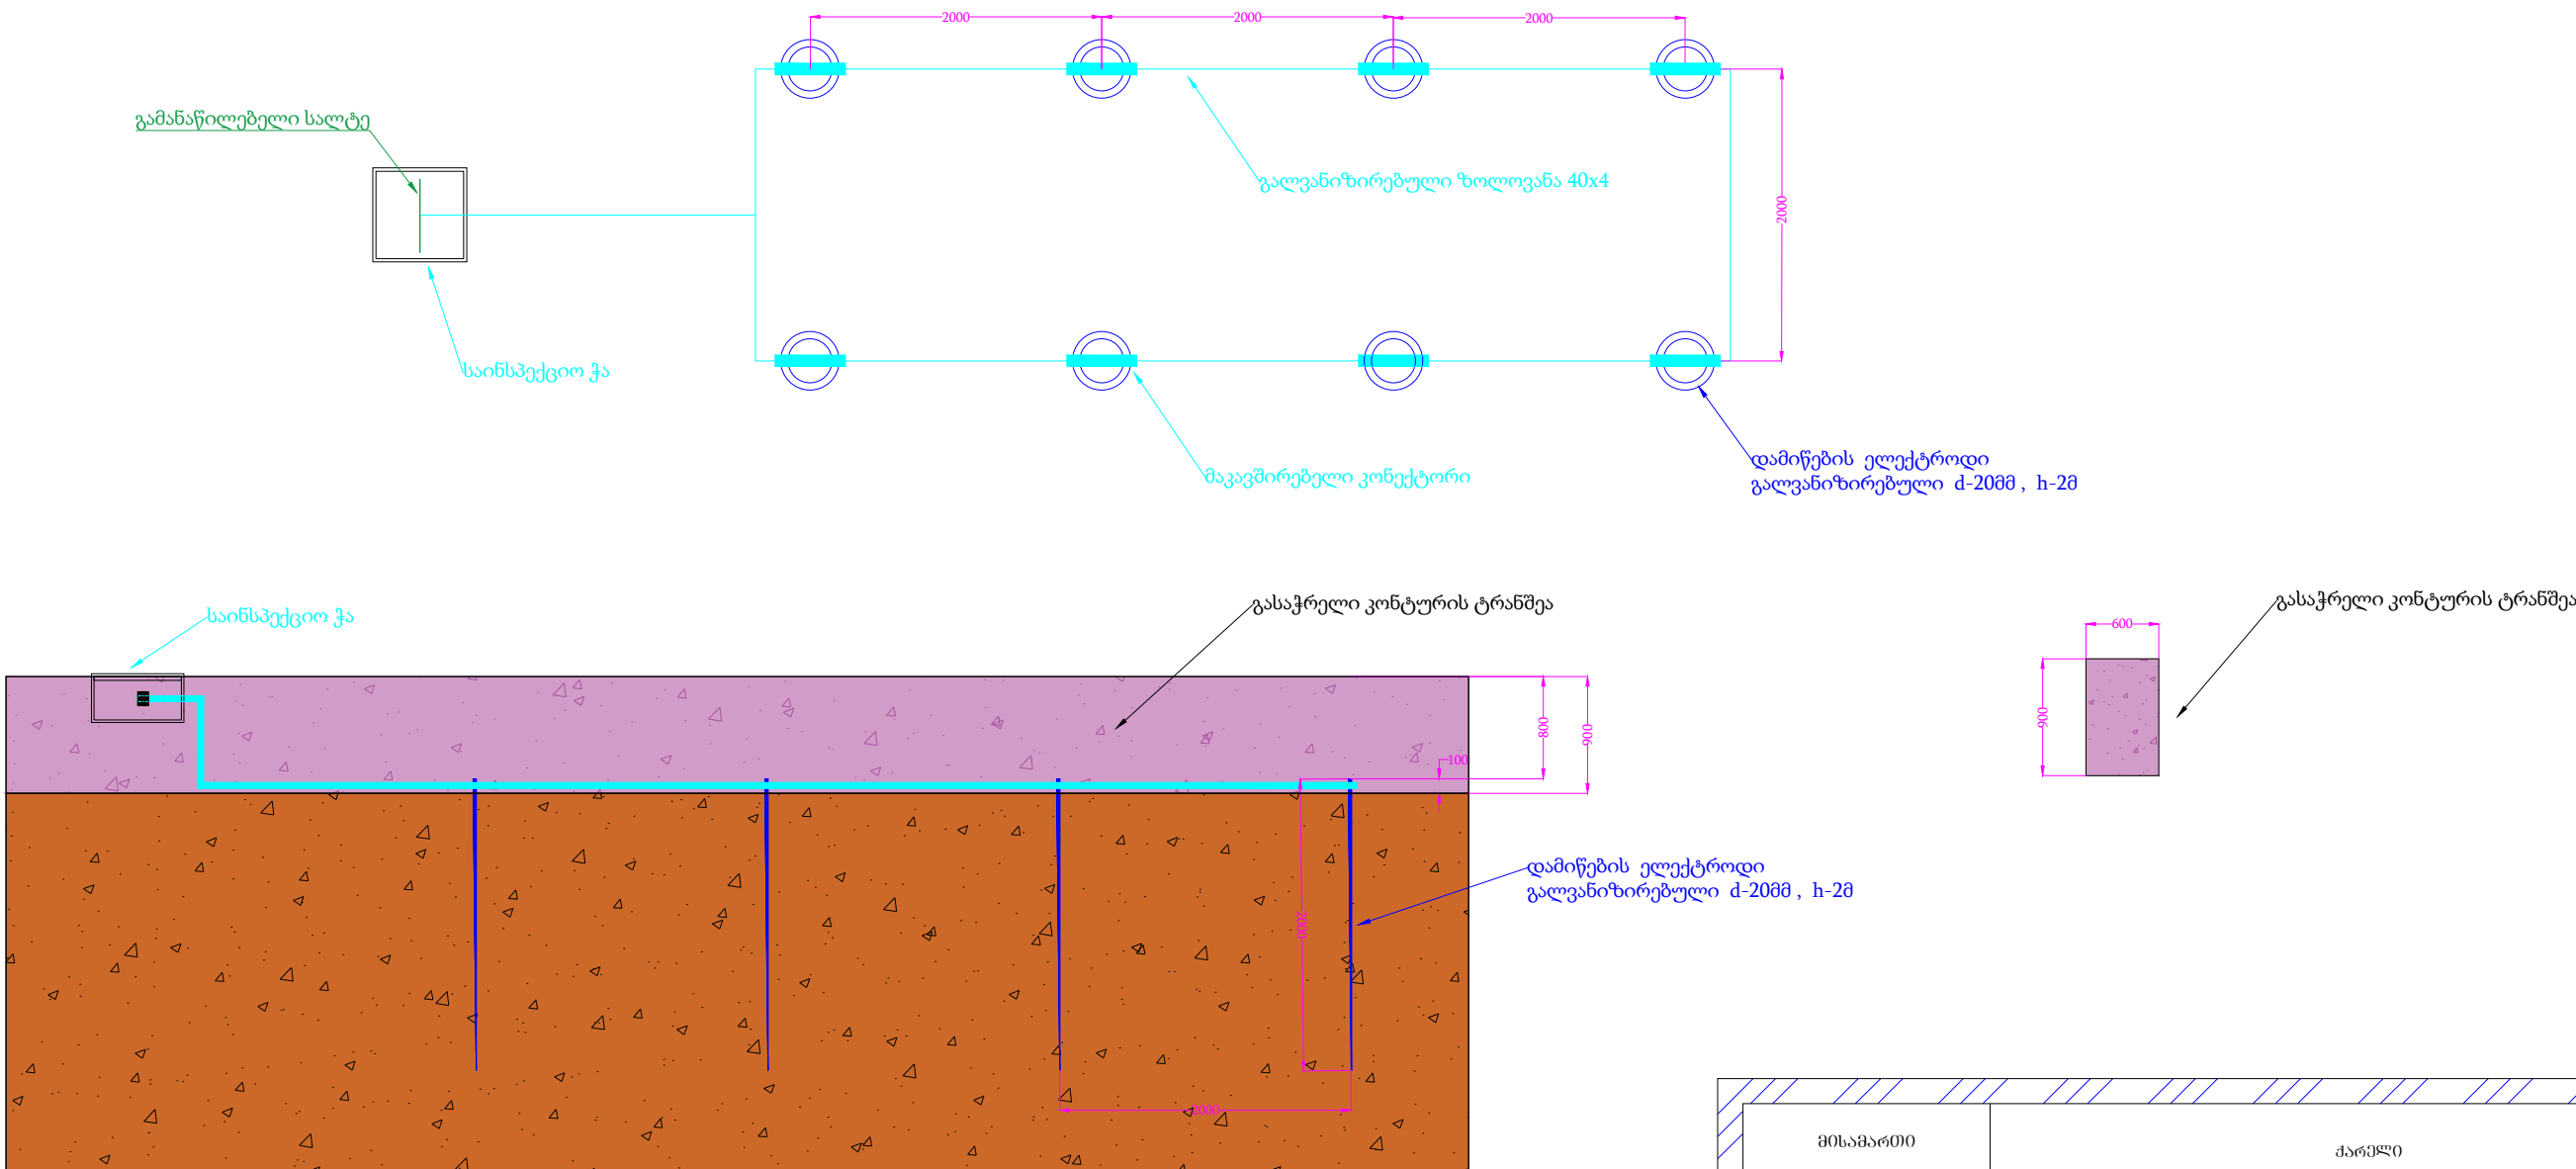 2000
2000
2000
გამანაწილებელი სალტე
გალვანიზირებული ზოლოვანა 40x4
2000
საინსპექციო ჭა
მაკავშირებელი კონექტორი
დამიწების ელექტროდი
გალვანიზირებული d-20მმ , h-2მ
საინსპექციო ჭა
გასაჭრელი კონტურის ტრანშეა
გასაჭრელი კონტურის ტრანშეა
600
800
900
900
100
დამიწების ელექტროდი
გალვანიზირებული d-20მმ , h-2მ
2000
2000
მისამართი
ქარელი